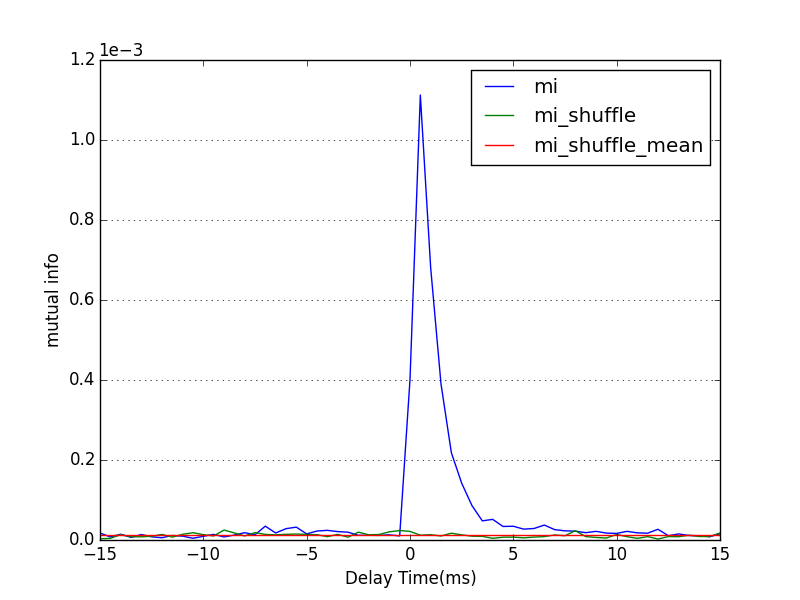 1e−3
1.2
1.0
0.8
0.6
0.4
0.2
0.0
mutual info
mi
mi_shuffle
mi_shuffle_mean
−15 −10 −5 0 5 10 15
Delay Time(ms)